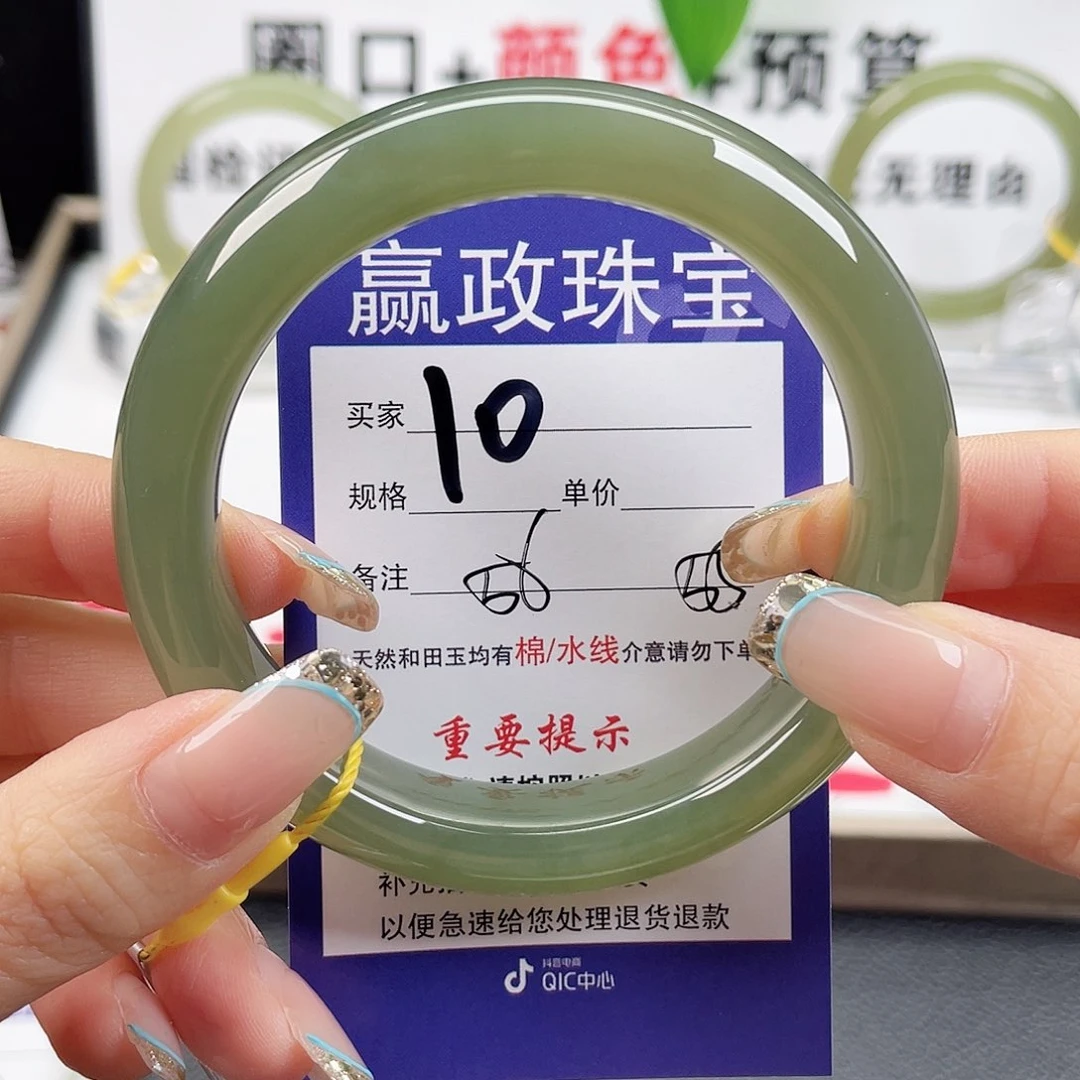 圈口+颜色+预算
无理由
赢政珠宝
买家 10
规格 单价
备注 56
天然和田玉均有棉/水线介意请勿下单
重要提示
以便急速给您处理退货退款
抖音电商
QIC中心